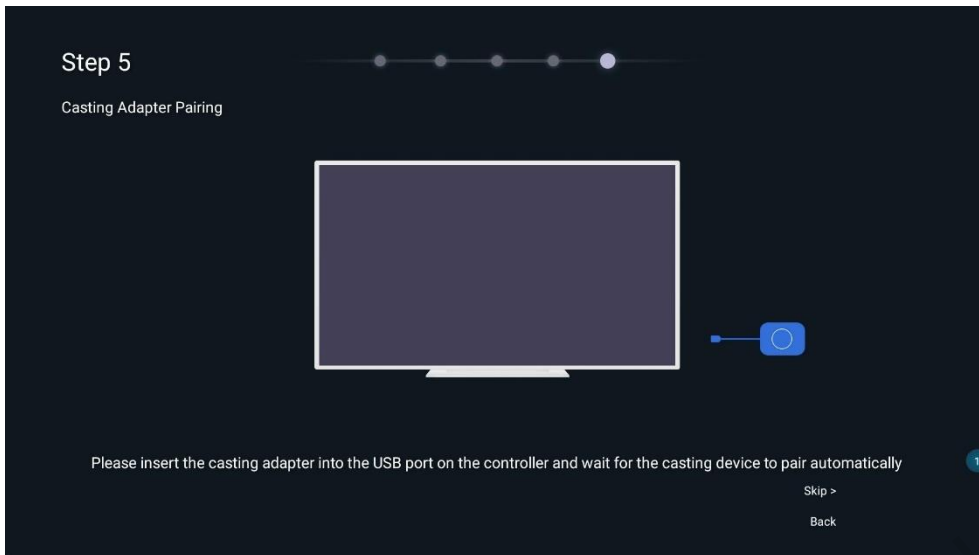 Step 5
Casting Adapter Pairing
Please insert the casting adapter into the USB port on the controller and wait for the casting device to pair automatically
1
Skip >
Back